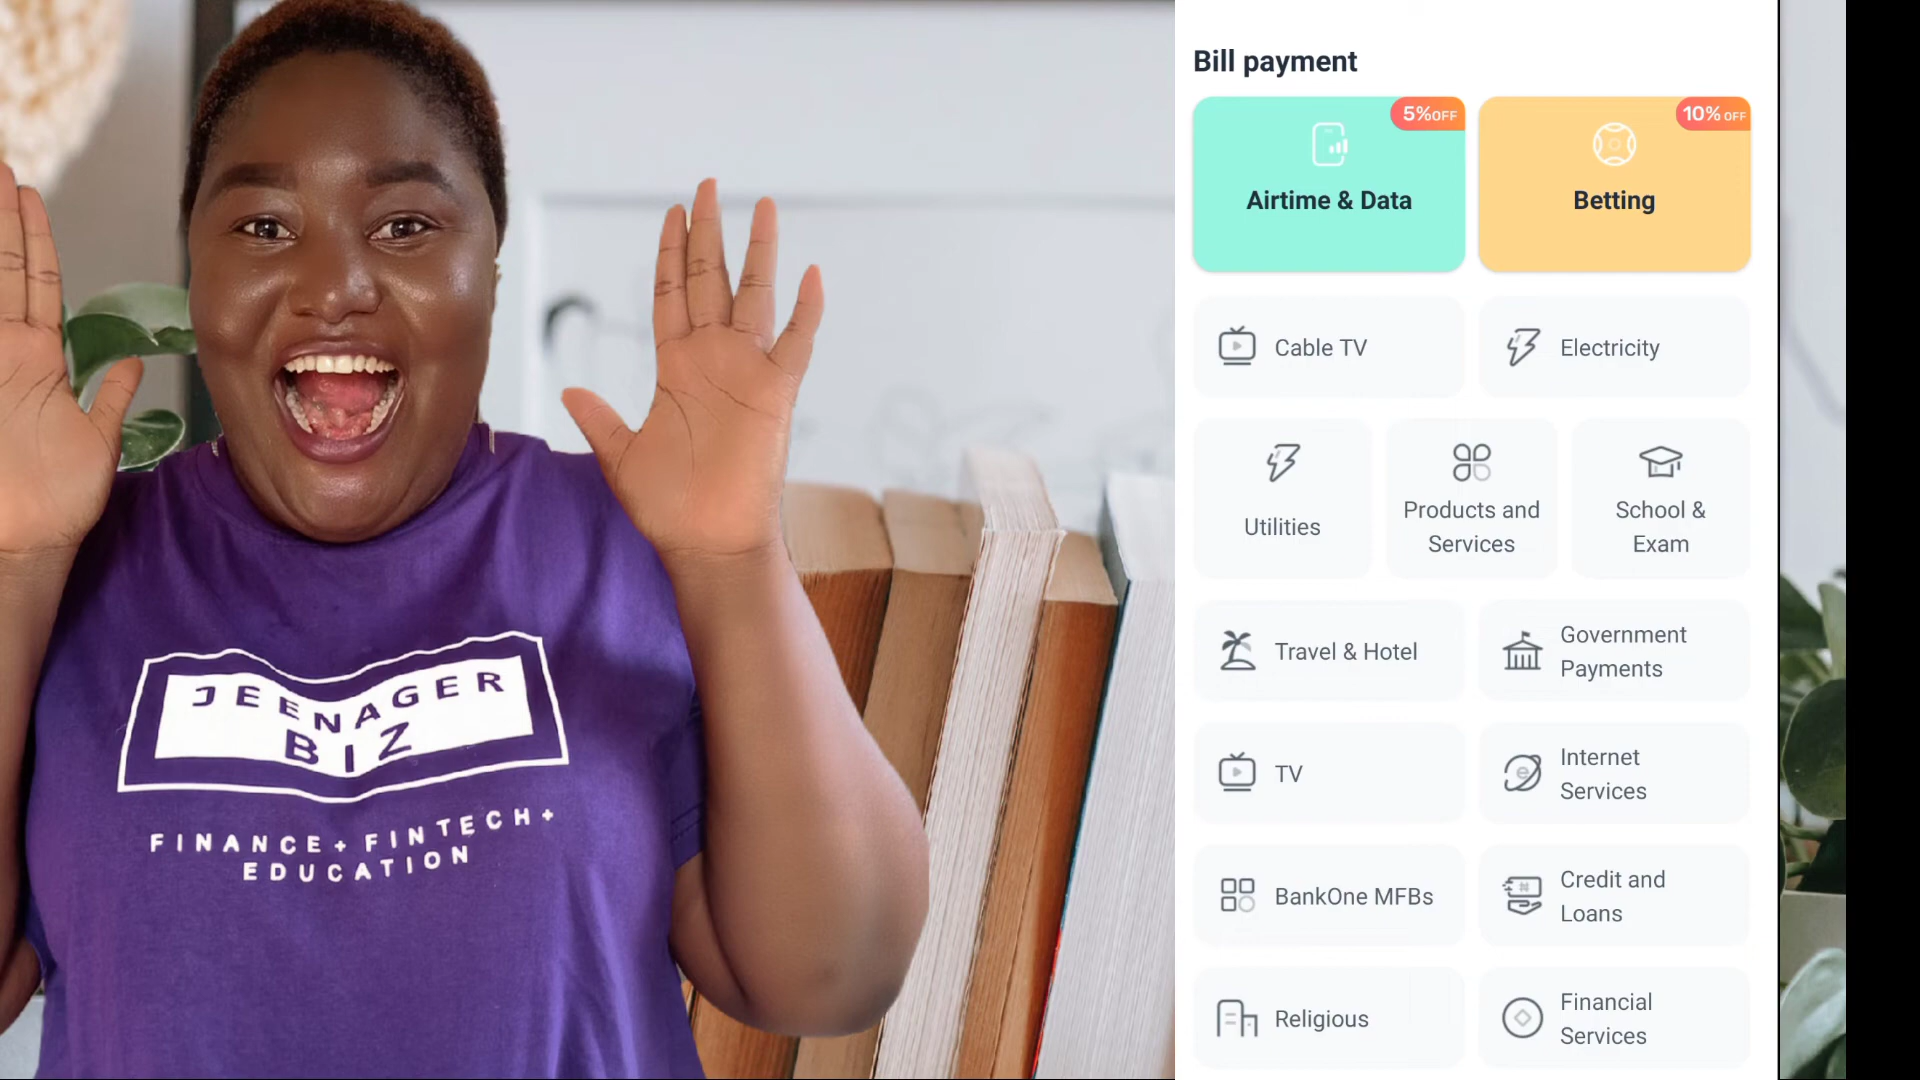 JEENAGER
BIZ
FINANCE + FINTECH +
EDUCATION
Bill payment
5%OFF
Airtime & Data
10% OFF
Betting
Cable TV
Electricity
Utilities
Products and
Services
School &
Exam
Travel & Hotel
Government
Payments
TV
Internet
Services
BankOne MFBs
Credit and
Loans
Religious
Financial
Services